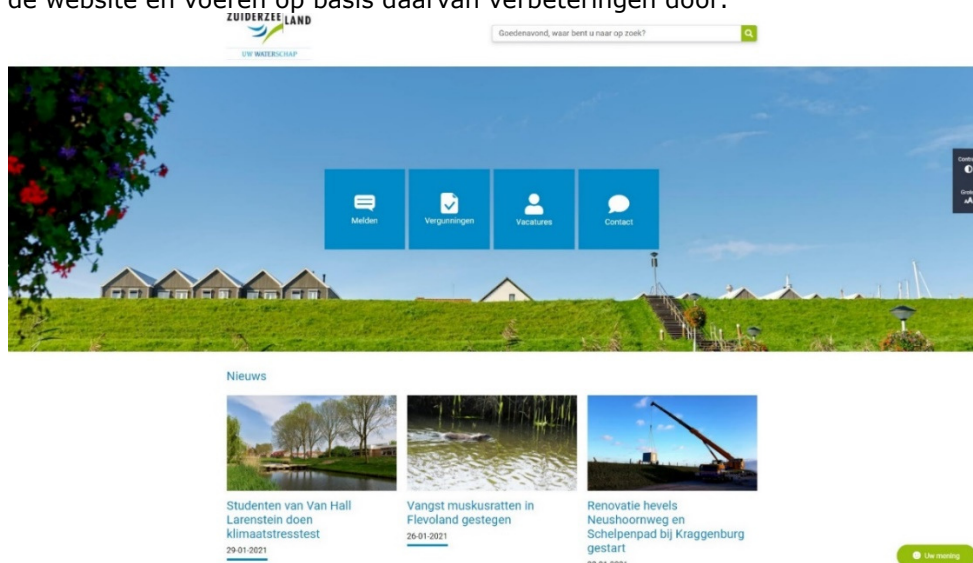 de website en voeren op basis daarvan verbeteringen door.
ZUIDERZEELAND
UW WATERSCHAP
Goedenavond, waar bent u naar op zoek?
Melden
Vergunningen
Vacatures
Contact
Nieuws
Studenten van Van Hall
Larenstein doen
klimaatstresstest
29-01-2021
Vangst muskusratten in
Flevoland gestegen
26-01-2021
Renovatie hevels
Neushoornweg en
Schelpenpad bij Kraggenburg
gestart
Uw mening